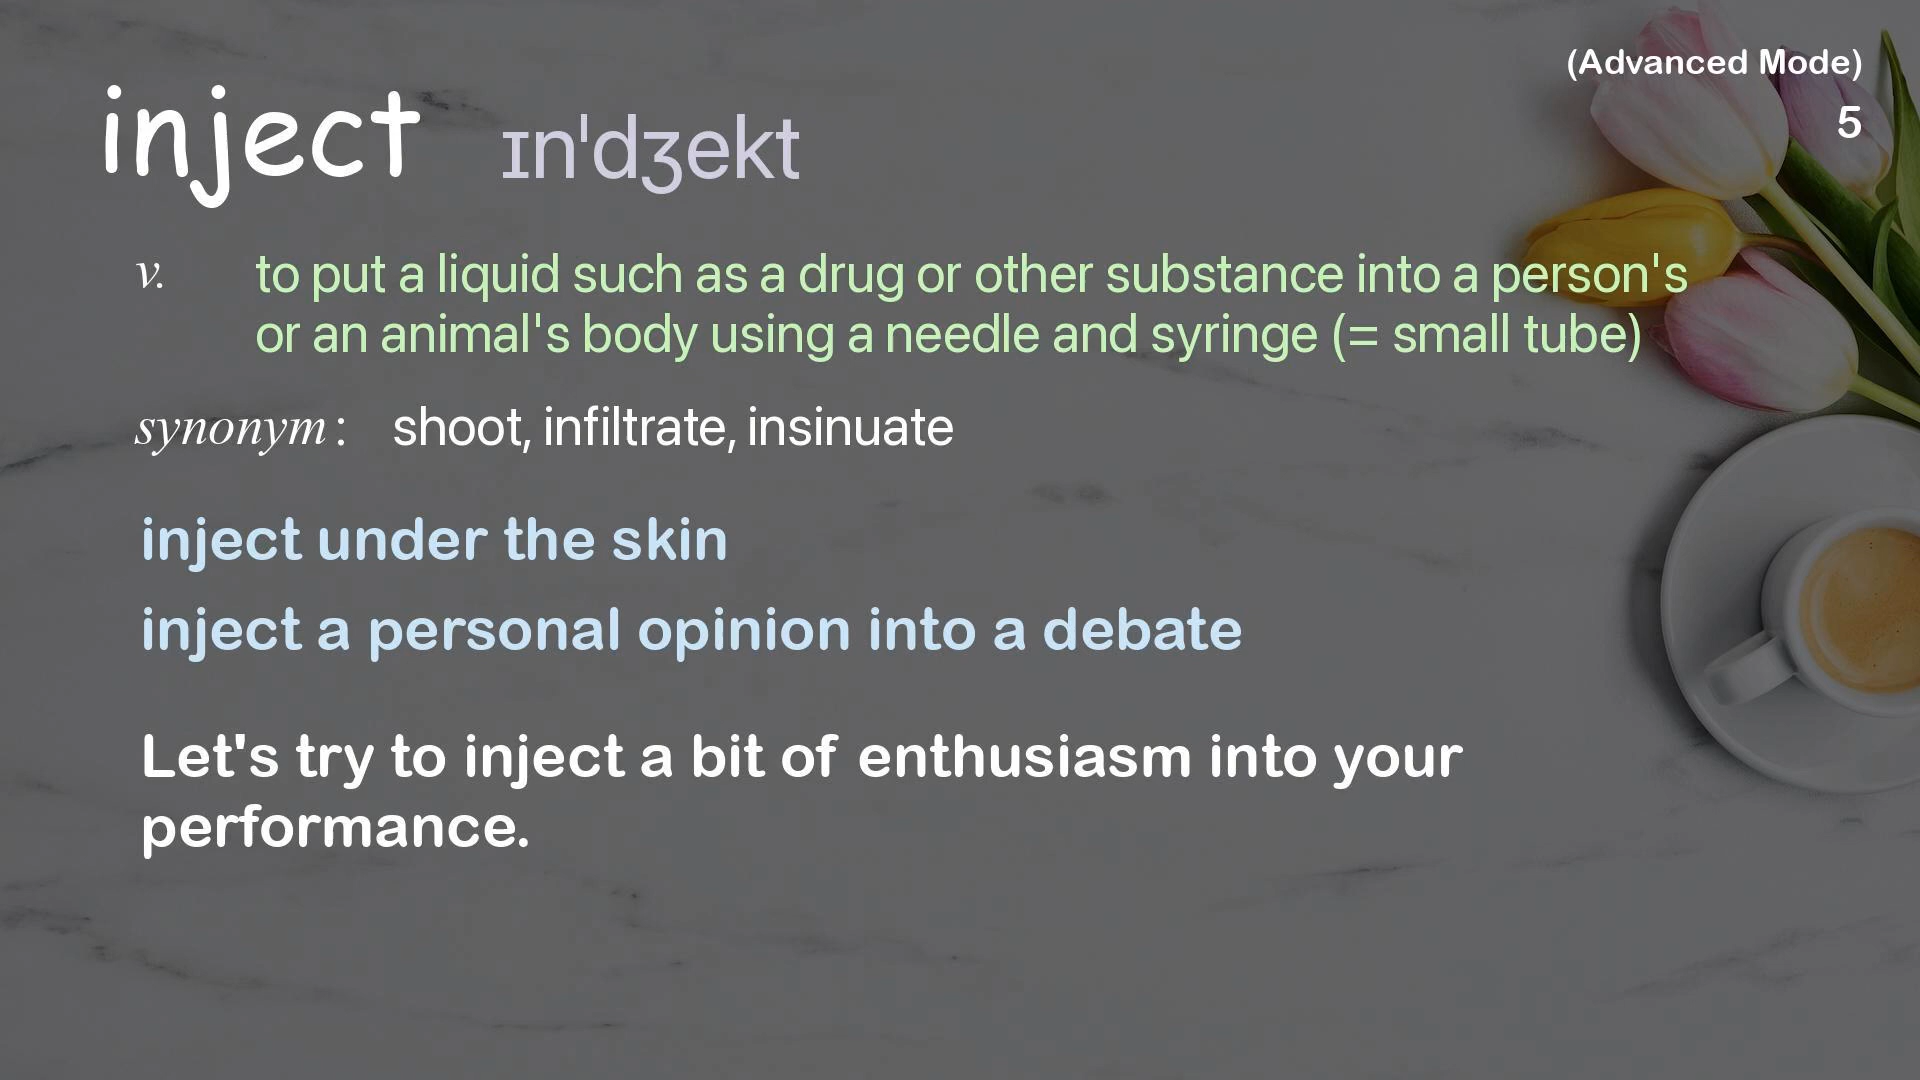 (Advanced Mode)
5
inject ɪn'dʒekt
v. to put a liquid such as a drug or other substance into a person's
or an animal's body using a needle and syringe (= small tube)
synonym: shoot, infiltrate, insinuate
inject under the skin
inject a personal opinion into a debate
Let's try to inject a bit of enthusiasm into your
performance.